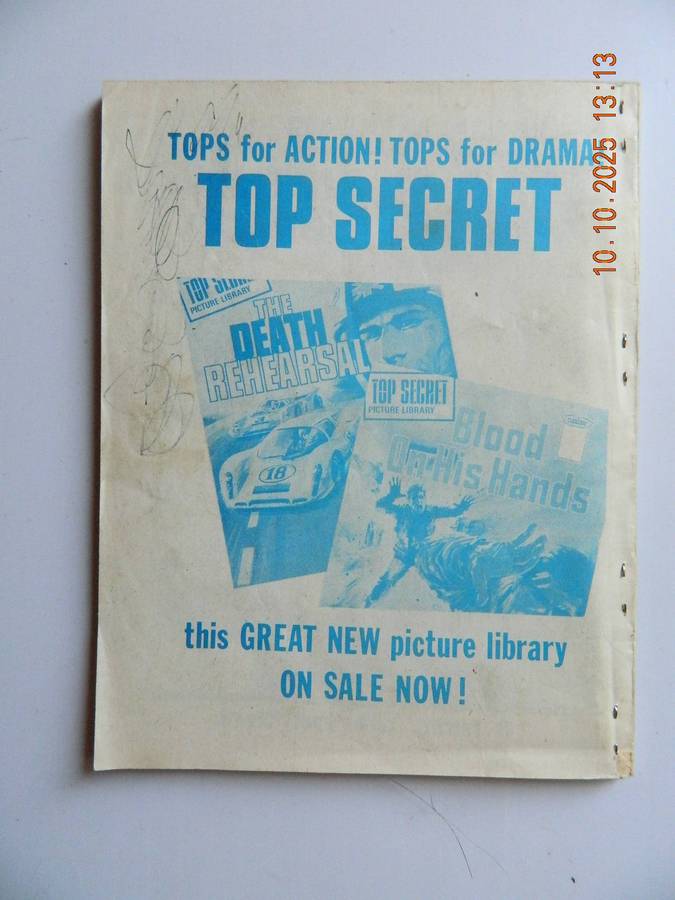 TOPS for ACTION! TOPS for DRAMA!
TOP SECRET
TOP SECRET
PICTURE LIBRARY
THE
DEATH
REHEARSAL
18
TOP SECRET
PICTURE LIBRARY
Blood
On His Hands
this GREAT NEW picture library
ON SALE NOW!
10.10.2025 13:13